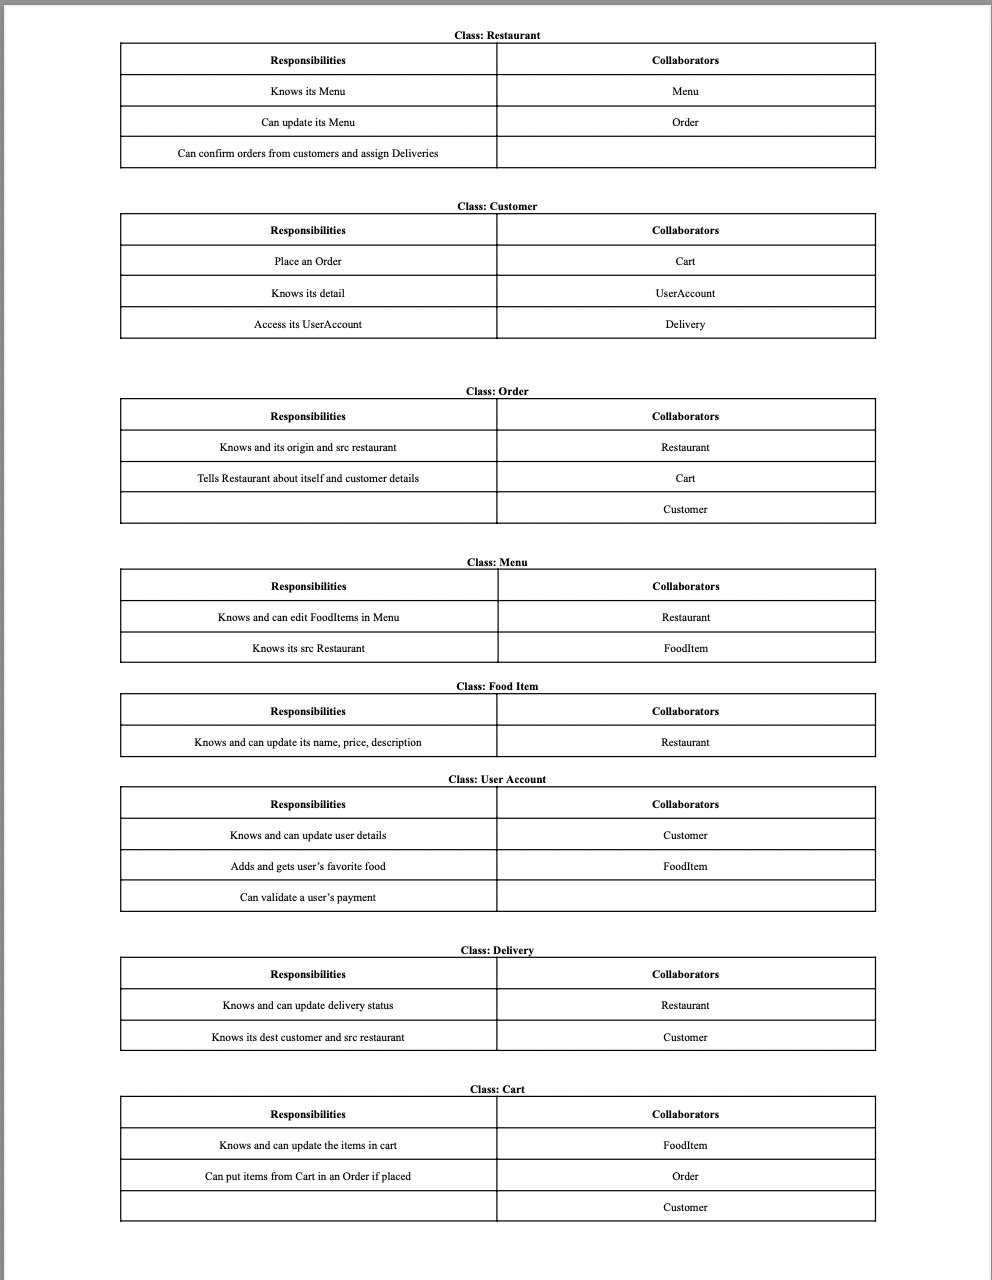 Class: Restaurant
Responsibilities Collaborators
Knows its Menu Menu
Can update its Menu Order
Can confirm orders from customers and assign Deliveries
Class: Customer
Responsibilities Collaborators
Place an Order Cart
Knows its detail UserAccount
Access its UserAccount Delivery
Class: Order
Responsibilities Collaborators
Knows and its origin and src restaurant Restaurant
Tells Restaurant about itself and customer details Cart
Customer
Class: Menu
Responsibilities Collaborators
Knows and can edit FoodItems in Menu Restaurant
Knows its src Restaurant FoodItem
Class: Food Item
Responsibilities Collaborators
Knows and can update its name, price, description Restaurant
Class: User Account
Responsibilities Collaborators
Knows and can update user details Customer
Adds and gets user’s favorite food FoodItem
Can validate a user’s payment
Class: Delivery
Responsibilities Collaborators
Knows and can update delivery status Restaurant
Knows its dest customer and src restaurant Customer
Class: Cart
Responsibilities Collaborators
Knows and can update the items in cart FoodItem
Can put items from Cart in an Order if placed Order
Customer